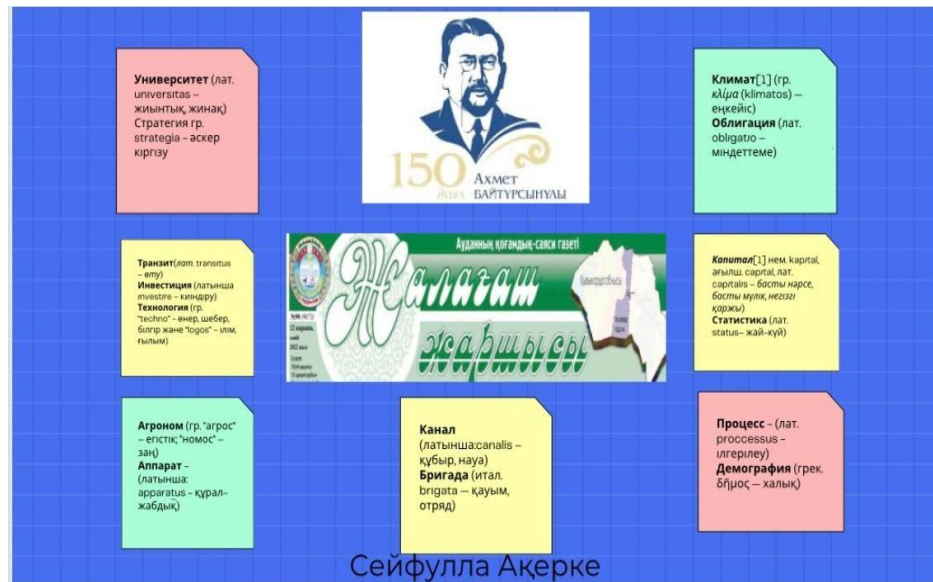 Университет (лат.
universitas –
жиынтық, жинақ)
Стратегия гр.
strategia – әскер
кіргізу
150
жыл
Ахмет
БАЙТҰРСЫНҰЛЫ
Климат[1] (гр.
κλίμα (klimatos) —
еңкейіс)
Облигация (лат.
obligatio –
міндеттеме)
Транзит(лат. transitus
– өту)
Инвестиция (латынша
investire – киіндіру)
Технология (гр.
"techno" – өнер, шебер,
білгір және "logos" – ілім,
ғылым)
Ауданның қоғамдық-саяси газеті
Жалағаш
жаршысы
Капитал[1] нем. kapital,
ағылш. capital, лат.
capitalis – басты нәрсе,
басты мүлік, негізгі
қаржы)
Статистика (лат.
status– жай-күй)
Агроном (гр. "агрос"
– егістік; "номос" –
заң)
Аппарат –
(латынша:
apparatus – құрал-
жабдық)
Канал
(латынша:canalis –
құбыр, науа)
Бригада (итал.
brigata — қауым,
отряд)
Процесс – (лат.
proccessus –
ілгерілеу)
Демография (грек.
δῆμος — халық)
Сейфулла Ақерке